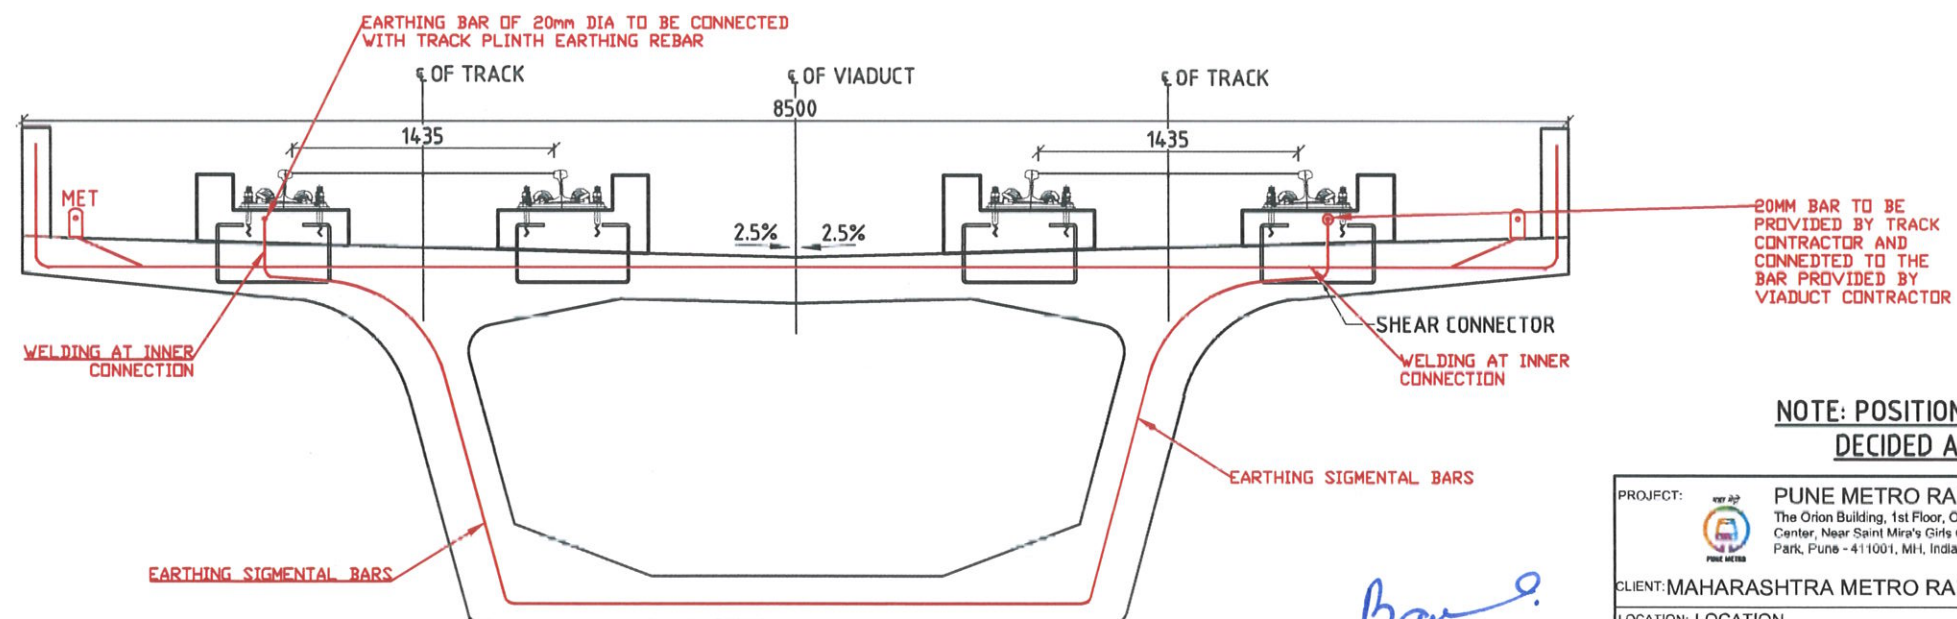 EARTHING BAR OF 20mm DIA TO BE CONNECTED
WITH TRACK PLINTH EARTHING REBAR
℄ OF TRACK
℄ OF VIADUCT
℄ OF TRACK
8500
1435
1435
MET
2.5%
2.5%
20MM BAR TO BE
PROVIDED BY TRACK
CONTRACTOR AND
CONNEDTED TO THE
BAR PROVIDED BY
VIADUCT CONTRACTOR
SHEAR CONNECTOR
WELDING AT INNER
CONNECTION
WELDING AT INNER
CONNECTION
NOTE: POSITION
DECIDED A
EARTHING SIGMENTAL BARS
EARTHING SIGMENTAL BARS
PROJECT:
PUNE METRO RA
The Orion Building, 1st Floor, O
Center, Near Saint Mira's Girls
Park, Pune - 411001, MH, India
PUNE METRO
CLIENT: MAHARASHTRA METRO RA
LOCATION: LOCATION